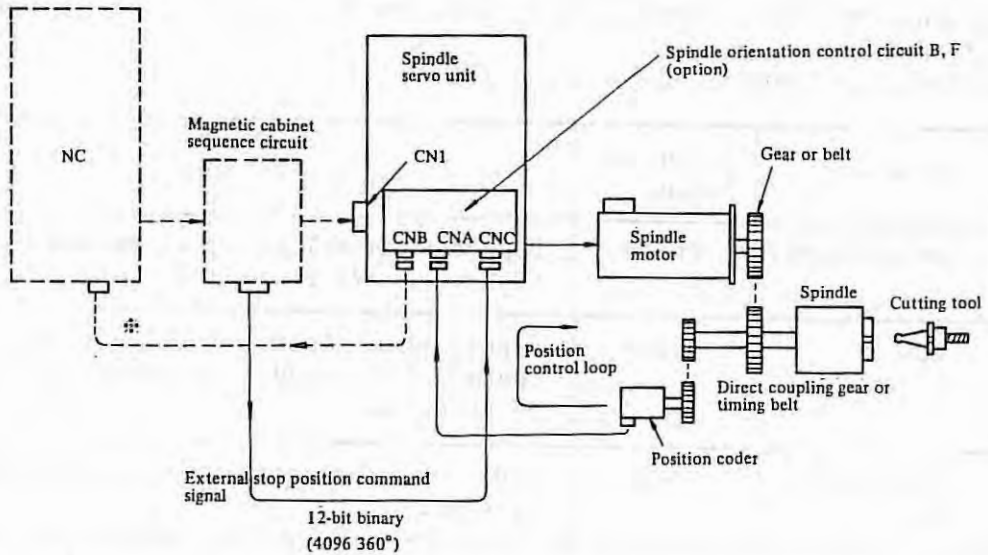 Spindle
servo unit
Spindle orientation control circuit B, F
(option)
Magnetic cabinet
sequence circuit
NC
CN1
Gear or belt
CNB CNA CNC
Spindle
motor
Spindle
Cutting tool
※
Position
control loop
Direct coupling gear or
timing belt
Position coder
External stop position command
signal
12-bit binary
(4096 360°)